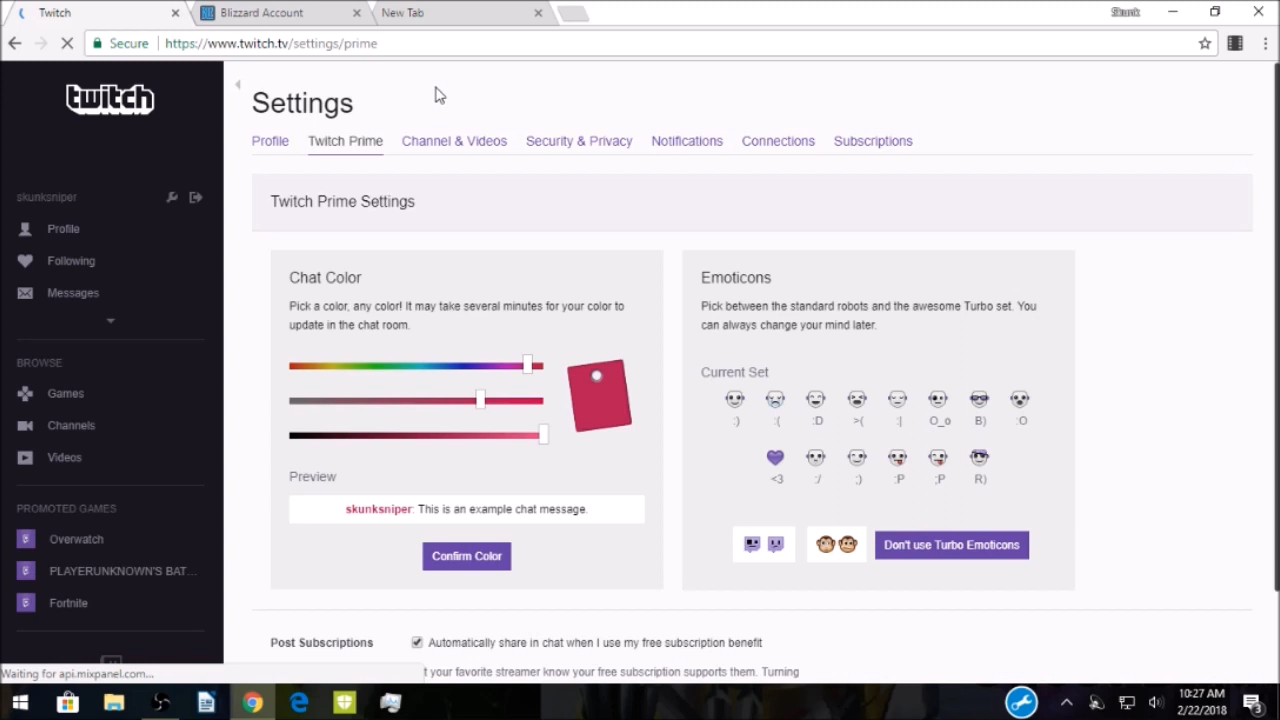 Twitch
Blizzard Account
New Tab
Skunk
Secure
https://www.twitch.tv/settings/prime
twitch
skunksniper
Profile
Following
Messages
BROWSE
Games
Channels
Videos
PROMOTED GAMES
Overwatch
PLAYERUNKNOWN'S BAT...
Fortnite
Settings
Profile Twitch Prime Channel & Videos Security & Privacy Notifications Connections Subscriptions
Twitch Prime Settings
Chat Color
Pick a color, any color! It may take several minutes for your color to
update in the chat room.
Preview
skunksniper: This is an example chat message.
Confirm Color
Emoticons
Pick between the standard robots and the awesome Turbo set. You
can always change your mind later.
Current Set
:) :( :D >( :| O_o B) :O
<3 :/ ;) :P ;P R)
Don't use Turbo Emoticons
Post Subscriptions
Automatically share in chat when I use my free subscription benefit
t your favorite streamer know your free subscription supports them. Turning
Waiting for api.mixpanel.com...
10:27 AM
2/22/2018
3